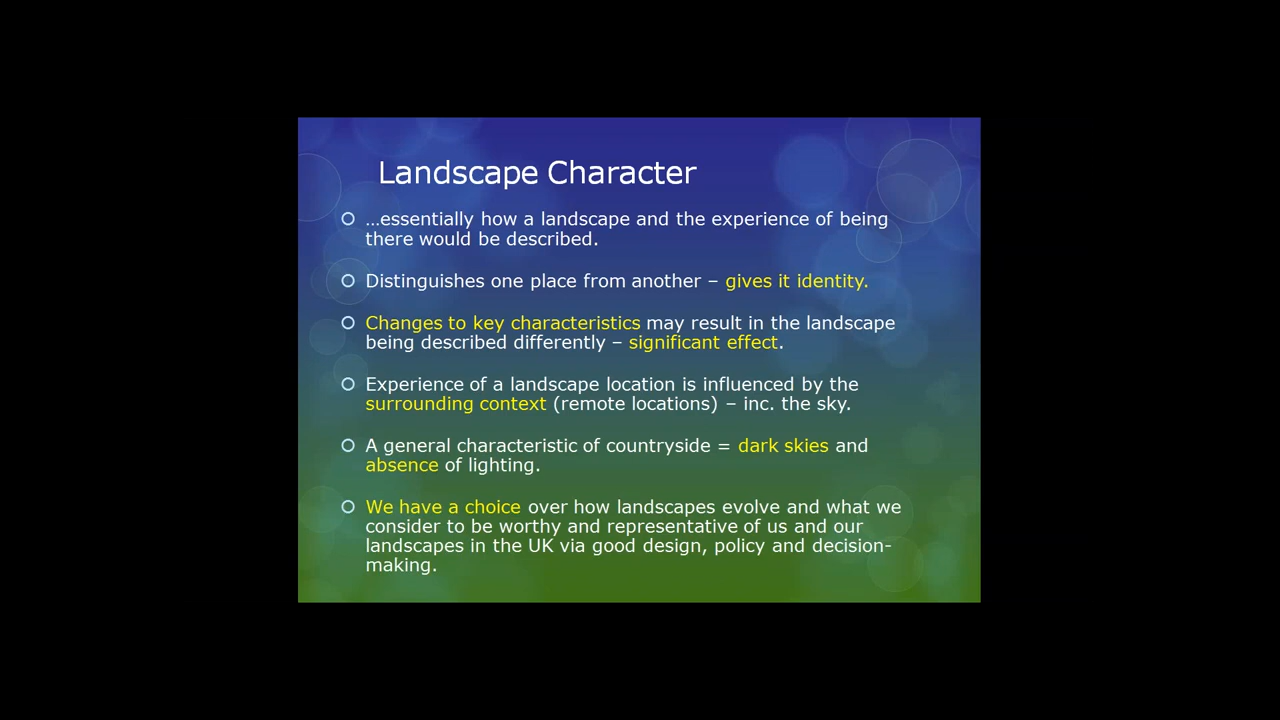 Landscape Character
…essentially how a landscape and the experience of being
there would be described.
Distinguishes one place from another – gives it identity.
Changes to key characteristics may result in the landscape
being described differently – significant effect.
Experience of a landscape location is influenced by the
surrounding context (remote locations) – inc. the sky.
A general characteristic of countryside = dark skies and
absence of lighting.
We have a choice over how landscapes evolve and what we
consider to be worthy and representative of us and our
landscapes in the UK via good design, policy and decision-
making.